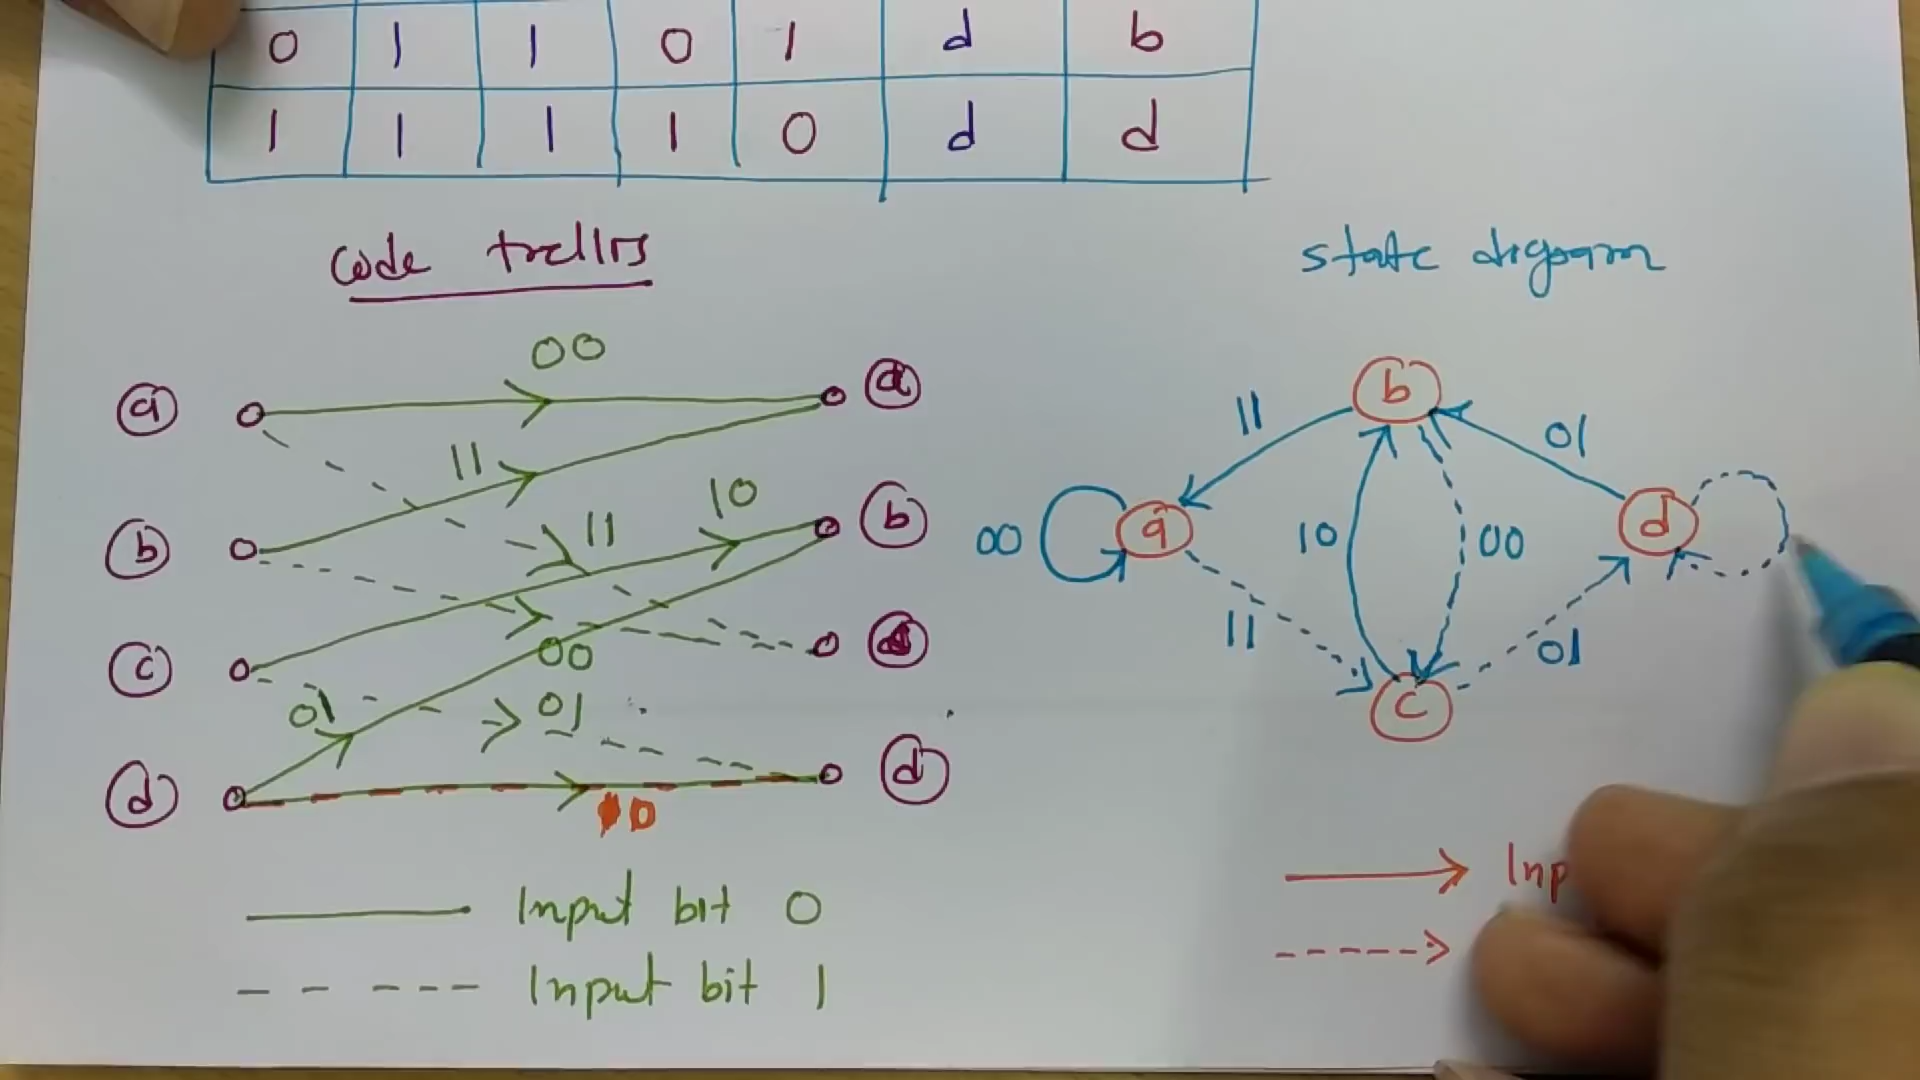 0 1 1 0 1 d b
1 1 1 1 0 d d
code trellis
state digram
00
a a
11
10
11
b b
00
c
01
01
d d
10
Input bit 0
Input bit 1
b
11
01
00 a
10
00
d
11
01
c
Inp